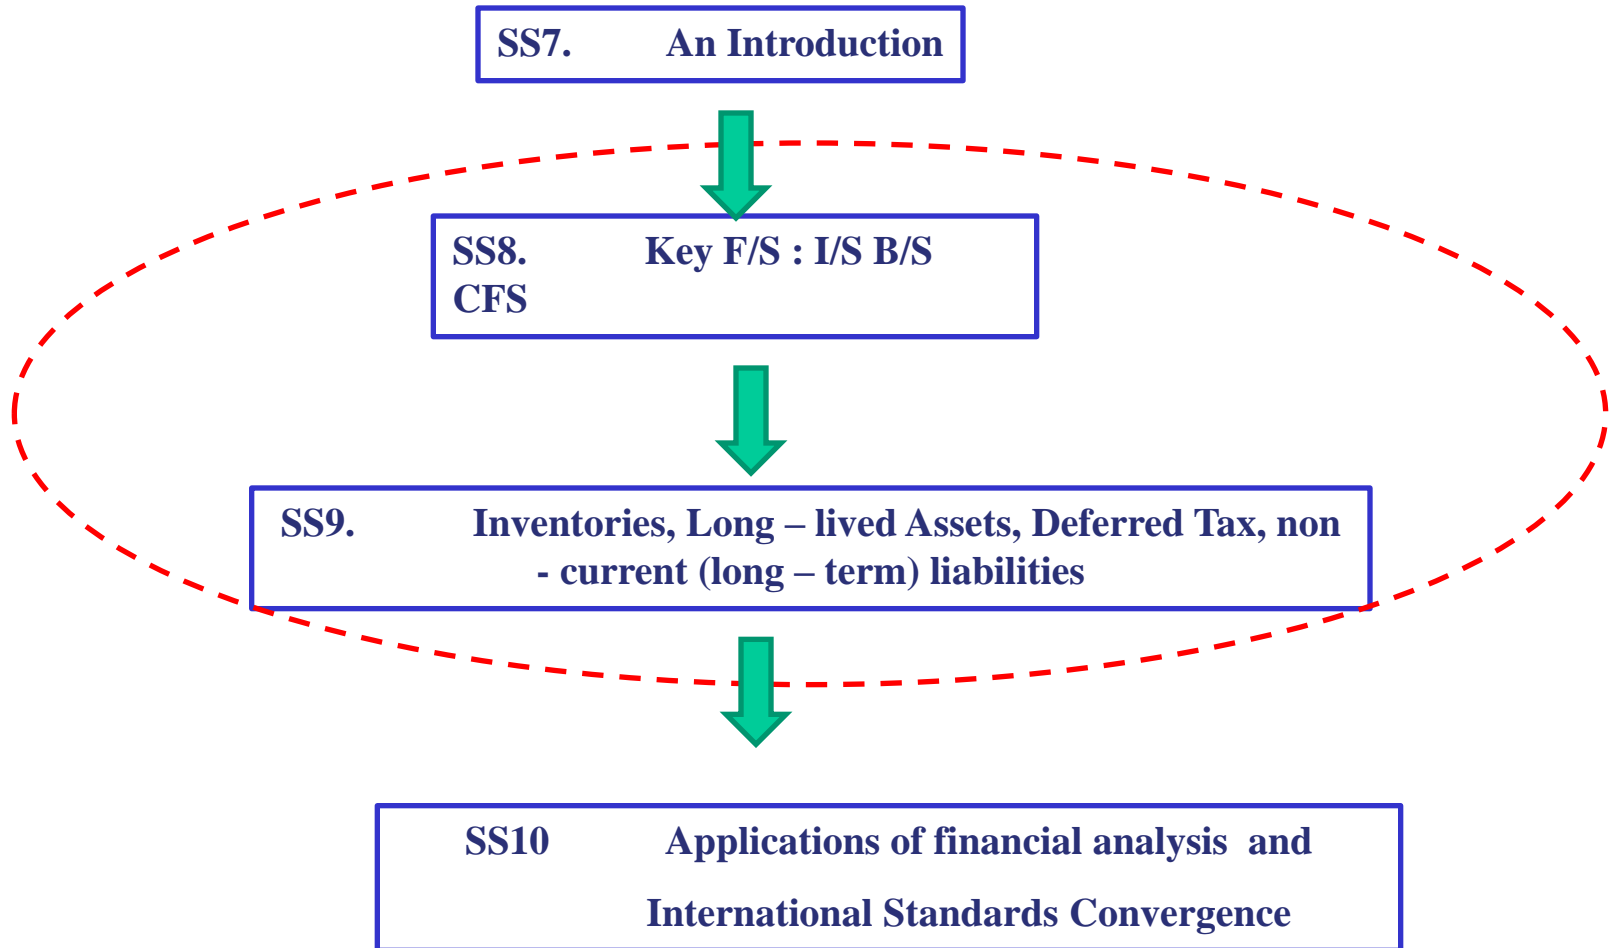 SS7. An Introduction
SS8. Key F/S : I/S B/S
CFS
SS9. Inventories, Long – lived Assets, Deferred Tax, non
- current (long – term) liabilities
SS10 Applications of financial analysis and
International Standards Convergence